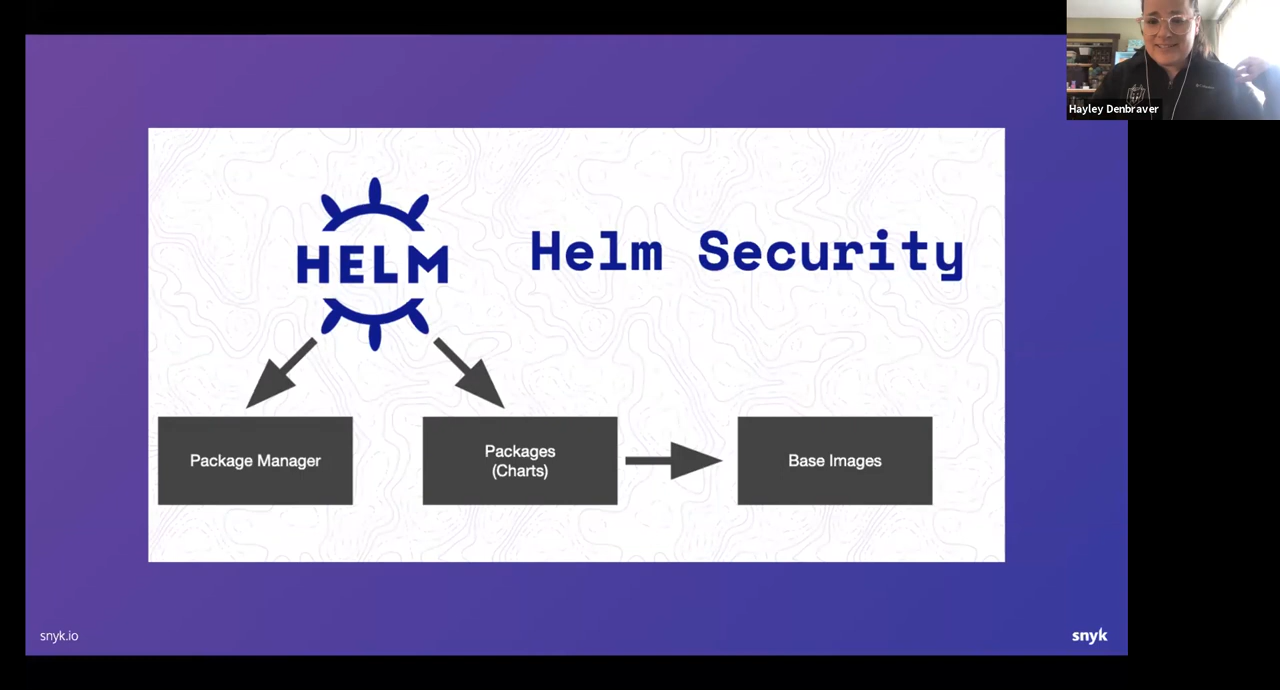 Hayley Denbraver
HELM
Helm Security
Package Manager
Packages
(Charts)
Base Images
snyk.io
snyk